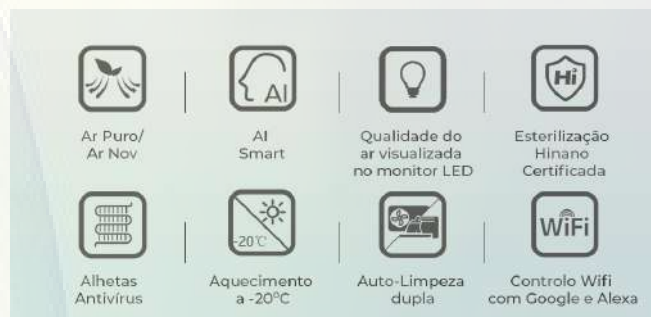 AI
Hi
Ar Puro/
Ar Nov
AI
Smart
Qualidade do
ar visualizada
no monitor LED
Esterilização
Hinano
Certificada
-20℃
WiFi
Alhetas
Antivírus
Aquecimento
a -20ºC
Auto-Limpeza
dupla
Controlo Wifi
com Google e Alexa